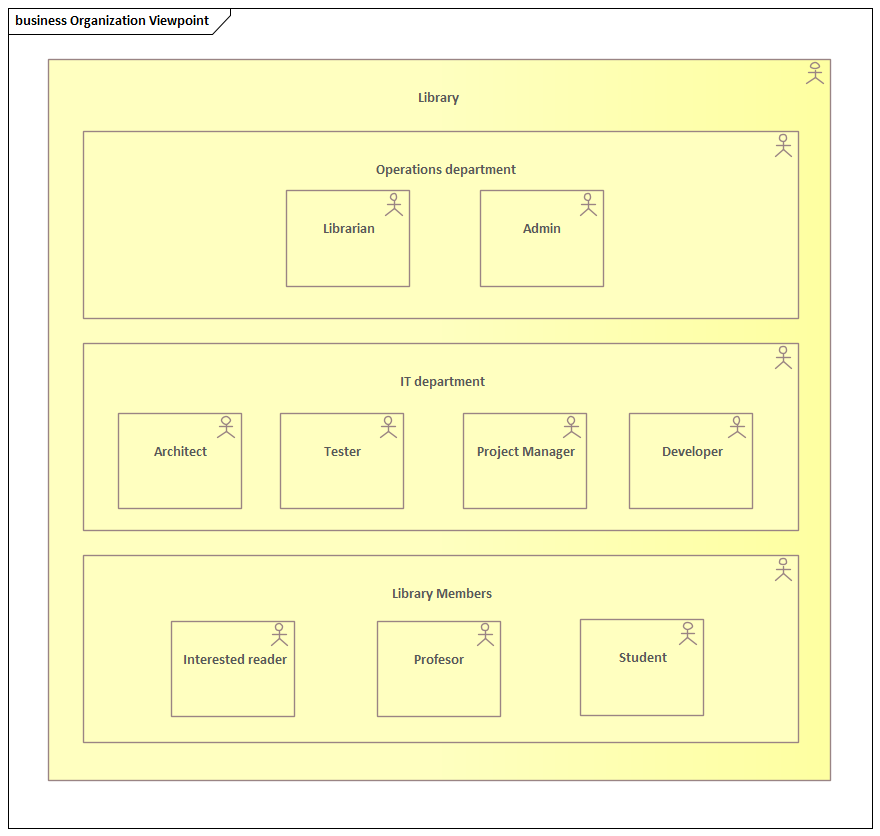 business Organization Viewpoint
Library
Operations department
Librarian
Admin
IT department
Architect
Tester
Project Manager
Developer
Library Members
Interested reader
Profesor
Student